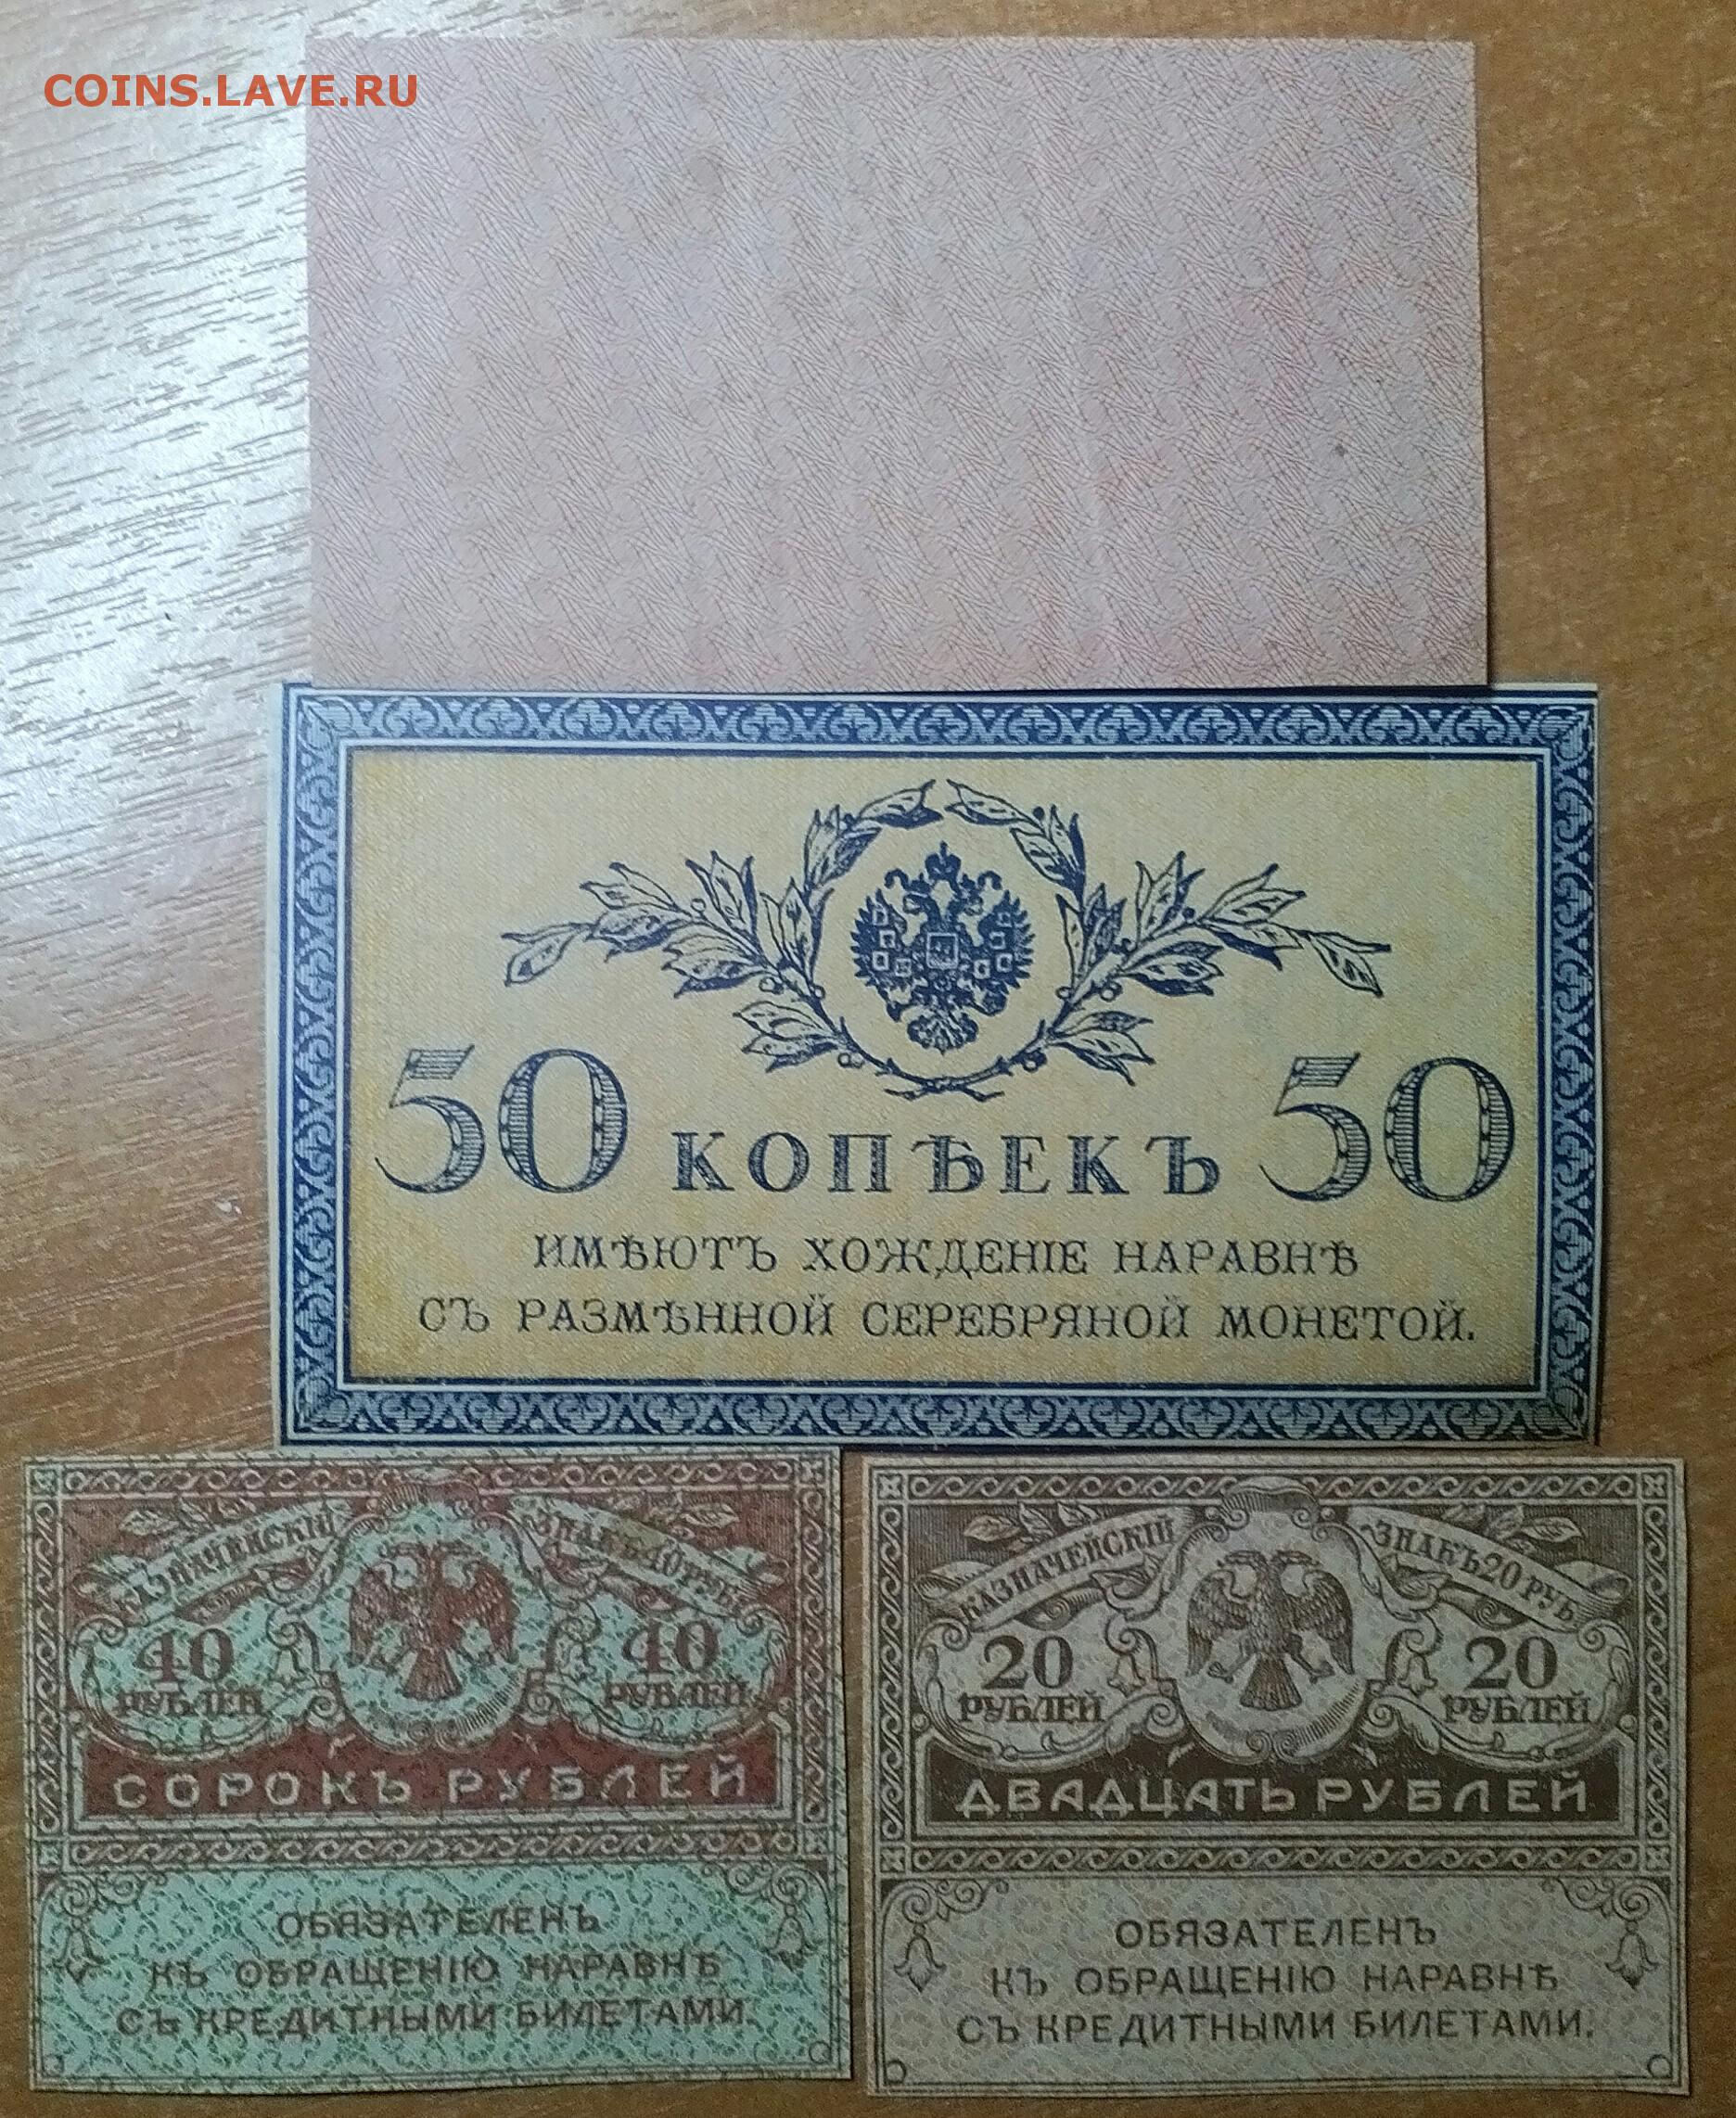 COINS.LAVE.RU
50 КОПѢЕКЪ 50
ИМѢЮТЪ ХОЖДЕНІЕ НАРАВНѢ
СЪ РАЗМѢННОЙ СЕРЕБРЯНОЙ МОНЕТОЙ.
КАЗНАЧЕЙСКІЙ ЗНАКЪ 40 РУБ.
40 40
РУБЛЕЙ РУБЛЕЙ
СОРОКЪ РУБЛЕЙ
ОБЯЗАТЕЛЕНЪ
КЪ ОБРАЩЕНІЮ НАРАВНѢ
СЪ КРЕДИТНЫМИ БИЛЕТАМИ.
КАЗНАЧЕЙСКІЙ ЗНАКЪ 20 РУБ.
20 20
РУБЛЕЙ РУБЛЕЙ
ДВАДЦАТЬ РУБЛЕЙ
ОБЯЗАТЕЛЕНЪ
КЪ ОБРАЩЕНІЮ НАРАВНѢ
СЪ КРЕДИТНЫМИ БИЛЕТАМИ.